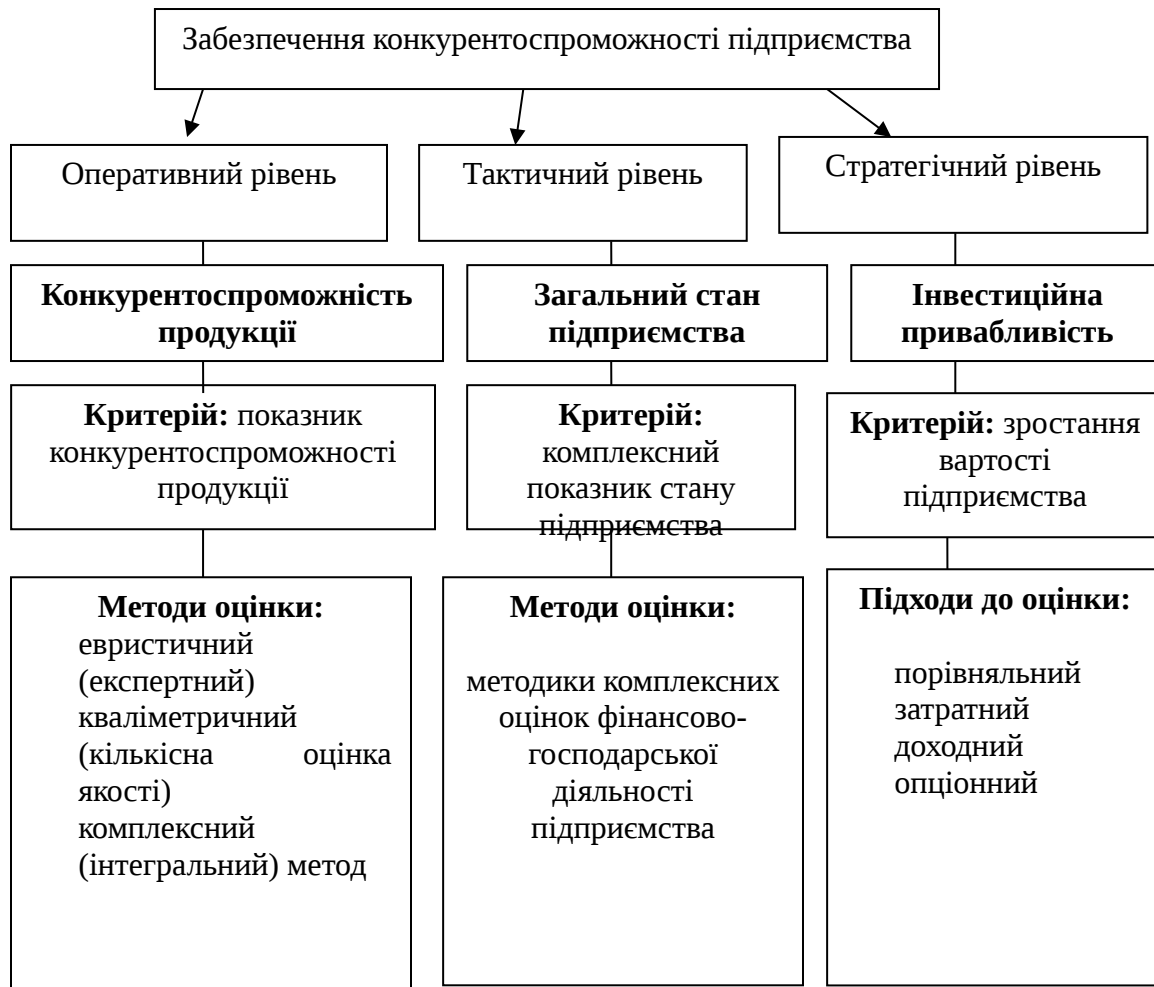 Забезпечення конкурентоспроможності підприємства
Оперативний рівень
Тактичний рівень
Стратегічний рівень
Конкурентоспроможність
продукції
Загальний стан
підприємства
Інвестиційна
привабливість
Критерій: показник
конкурентоспроможності
продукції
Критерій:
комплексний
показник стану
підприємства
Критерій: зростання
вартості
підприємства
Методи оцінки:
евристичний
(експертний)
кваліметричний
(кількісна оцінка
якості)
комплексний
(інтегральний) метод
Методи оцінки:
методики комплексних
оцінок фінансово-
господарської
діяльності
підприємства
Підходи до оцінки:
порівняльний
затратний
доходний
опціонний